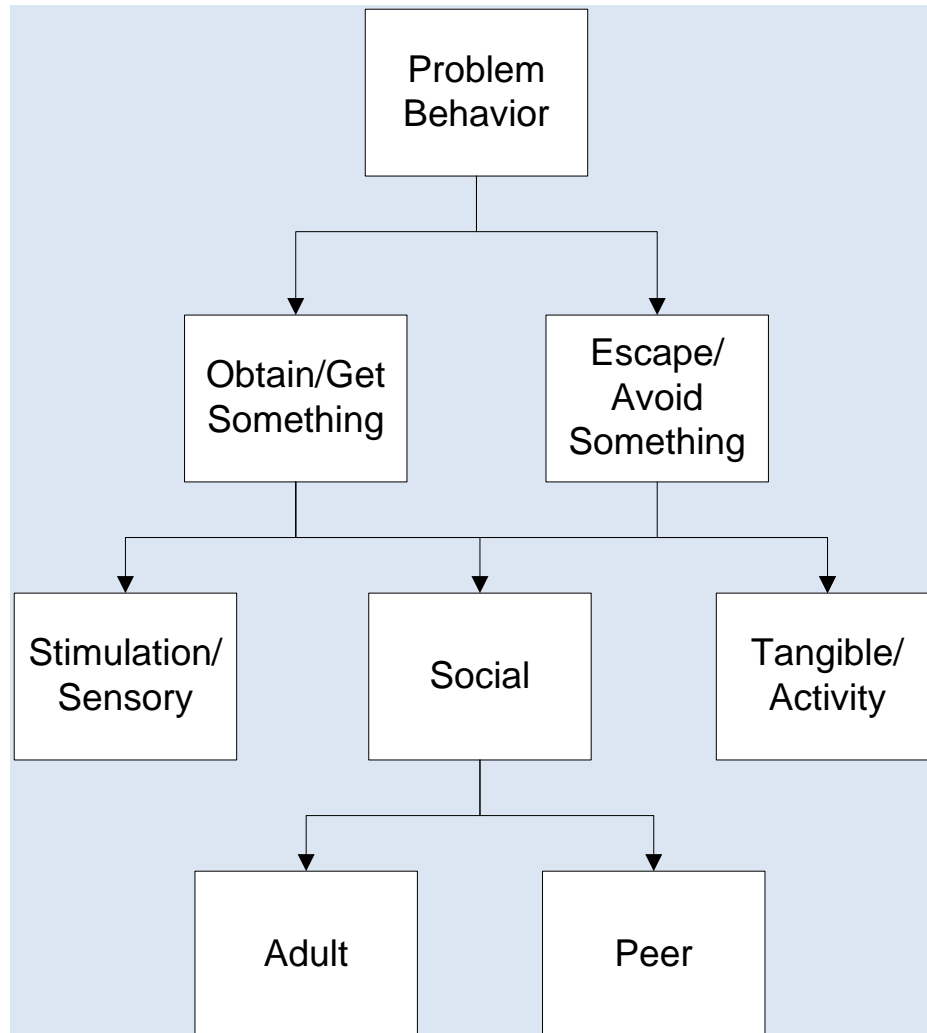 Problem
Behavior
Obtain/Get
Something
Escape/
Avoid
Something
Stimulation/
Sensory
Social
Tangible/
Activity
Adult
Peer